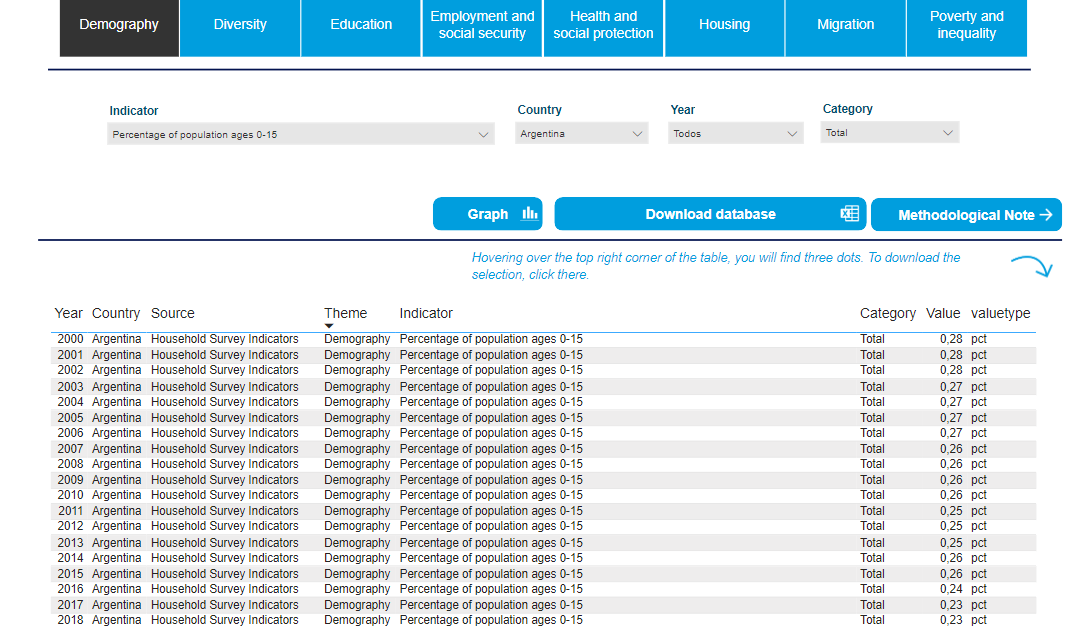 Demography Diversity Education Employment and social security Health and social protection Housing Migration Poverty and inequality
Indicator Country Year Category
Percentage of population ages 0-15 Argentina Todos Total
Graph Download database Methodological Note
Hovering over the top right corner of the table, you will find three dots. To download the
selection, click there.
Year Country Source Theme Indicator Category Value valuetype
2000 Argentina Household Survey Indicators Demography Percentage of population ages 0-15 Total 0,28 pct
2001 Argentina Household Survey Indicators Demography Percentage of population ages 0-15 Total 0,28 pct
2002 Argentina Household Survey Indicators Demography Percentage of population ages 0-15 Total 0,28 pct
2003 Argentina Household Survey Indicators Demography Percentage of population ages 0-15 Total 0,27 pct
2004 Argentina Household Survey Indicators Demography Percentage of population ages 0-15 Total 0,27 pct
2005 Argentina Household Survey Indicators Demography Percentage of population ages 0-15 Total 0,27 pct
2006 Argentina Household Survey Indicators Demography Percentage of population ages 0-15 Total 0,27 pct
2007 Argentina Household Survey Indicators Demography Percentage of population ages 0-15 Total 0,26 pct
2008 Argentina Household Survey Indicators Demography Percentage of population ages 0-15 Total 0,26 pct
2009 Argentina Household Survey Indicators Demography Percentage of population ages 0-15 Total 0,26 pct
2010 Argentina Household Survey Indicators Demography Percentage of population ages 0-15 Total 0,26 pct
2011 Argentina Household Survey Indicators Demography Percentage of population ages 0-15 Total 0,25 pct
2012 Argentina Household Survey Indicators Demography Percentage of population ages 0-15 Total 0,25 pct
2013 Argentina Household Survey Indicators Demography Percentage of population ages 0-15 Total 0,25 pct
2014 Argentina Household Survey Indicators Demography Percentage of population ages 0-15 Total 0,26 pct
2015 Argentina Household Survey Indicators Demography Percentage of population ages 0-15 Total 0,26 pct
2016 Argentina Household Survey Indicators Demography Percentage of population ages 0-15 Total 0,24 pct
2017 Argentina Household Survey Indicators Demography Percentage of population ages 0-15 Total 0,23 pct
2018 Argentina Household Survey Indicators Demography Percentage of population ages 0-15 Total 0,23 pct